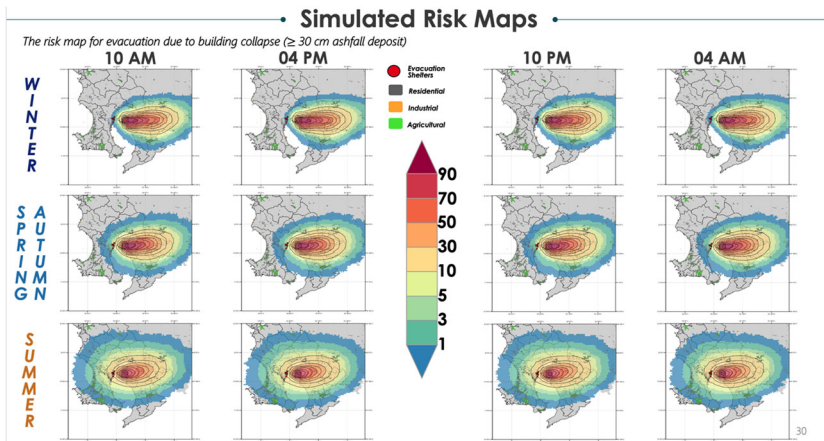 Simulated Risk Maps
The risk map for evacuation due to building collapse (≥ 30 cm ashfall deposit)
10 AM
04 PM
10 PM
04 AM
Evacuation
Shelters
Residential
Industrial
Agricultural
90
70
50
30
10
5
3
1
WINTER
SPRING
AUTUMN
SUMMER
30